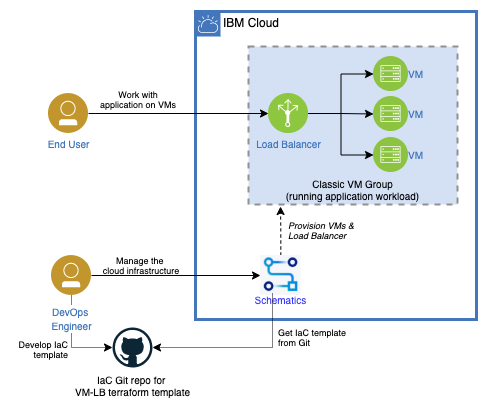 IBM Cloud
Work with
application on VMs
End User
Load Balancer
VM
VM
VM
Classic VM Group
(running application workload)
Provision VMs &
Load Balancer
Manage the
cloud infrastructure
Schematics
DevOps
Engineer
Get IaC template
from Git
Develop IaC
template
IaC Git repo for
VM-LB terraform template